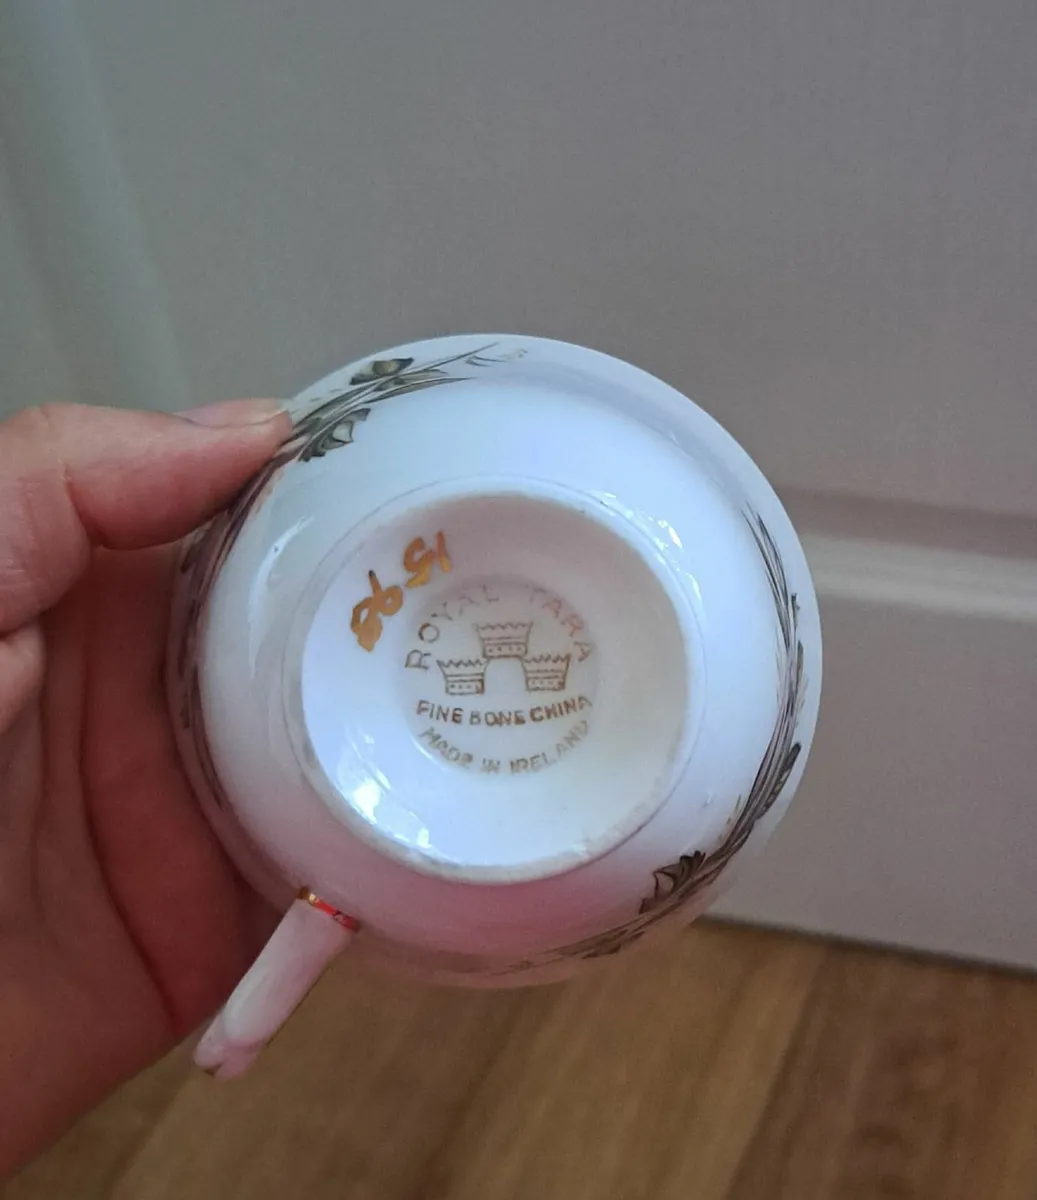 ROYAL TARA
FINE BONE CHINA
MADE IN IRELAND